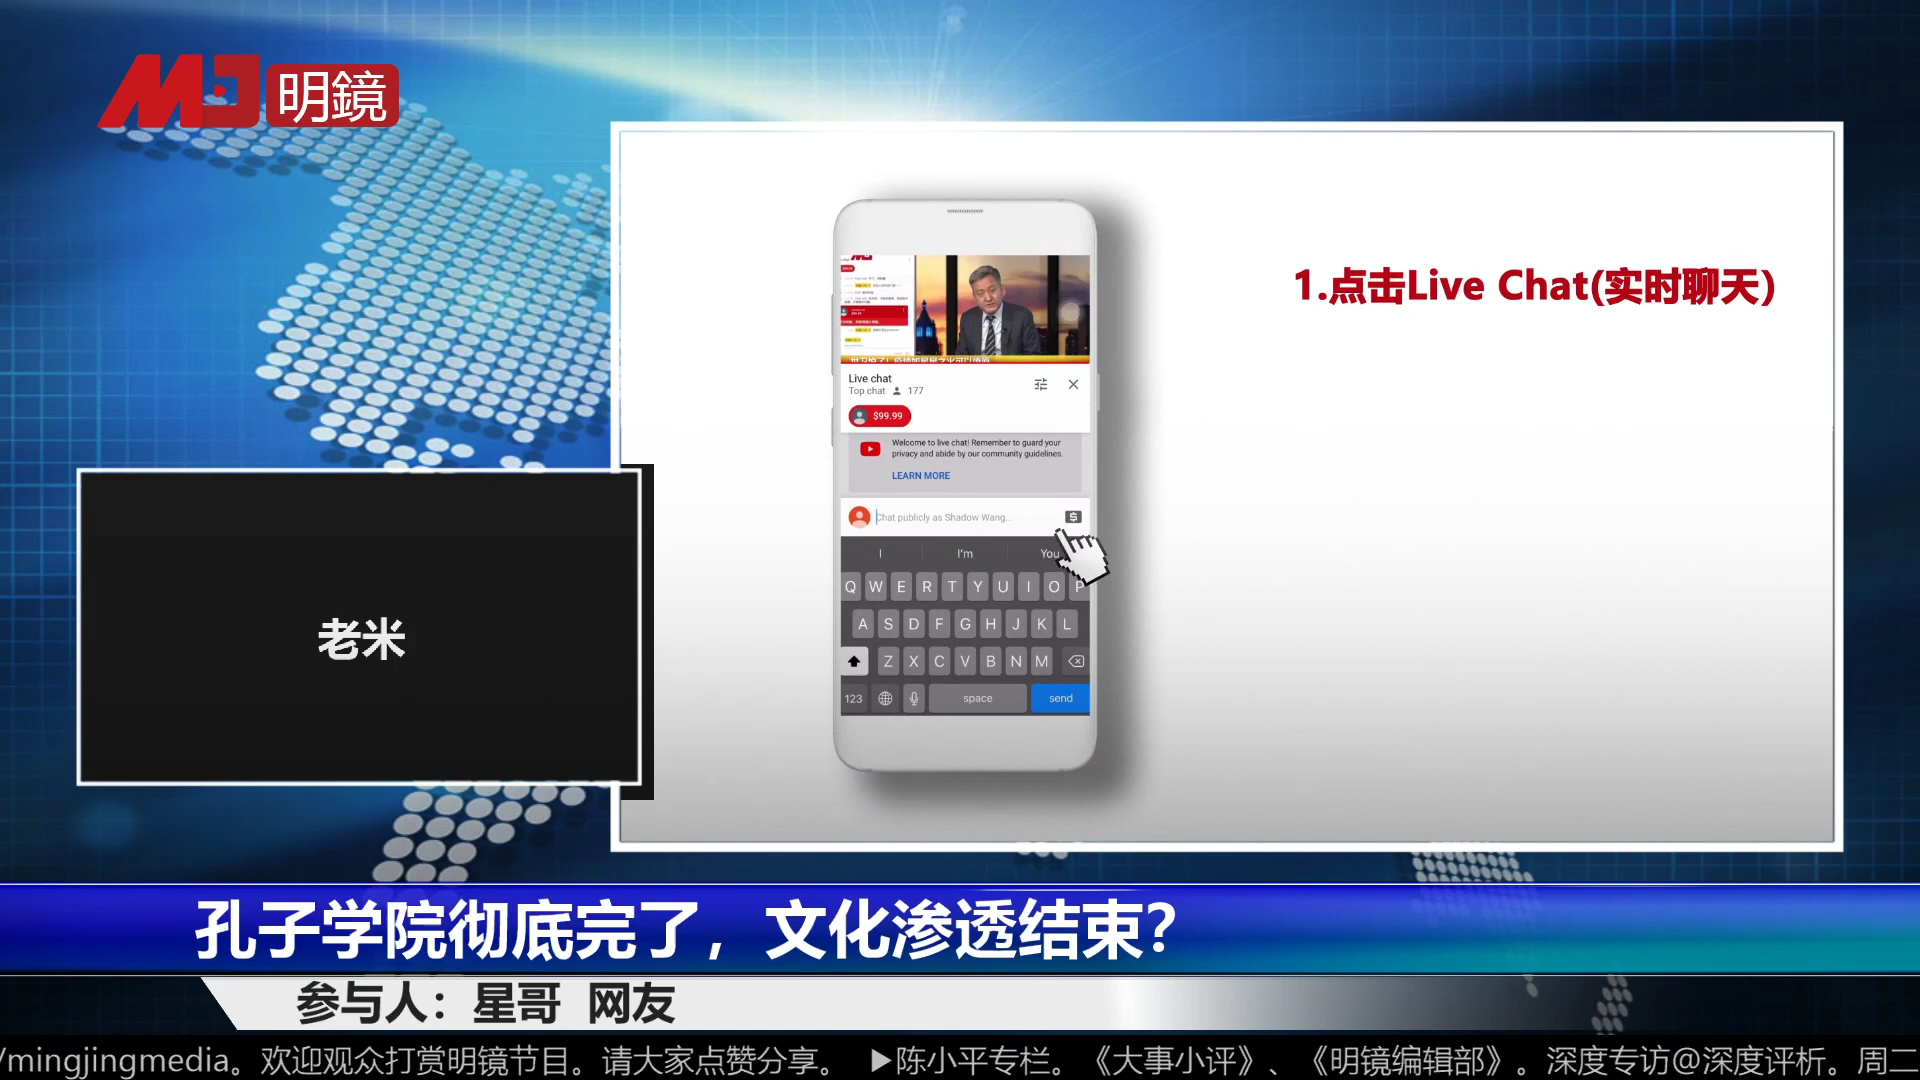 MJ 明鏡
1.点击Live Chat(实时聊天)
Live chat
Top chat 177
$99.99
Welcome to live chat! Remember to guard your
privacy and abide by our community guidelines.
LEARN MORE
Chat publicly as Shadow Wang...
I I'm You
Q W E R T Y U I O P
A S D F G H J K L
Z X C V B N M
123 space send
老米
孔子学院彻底完了，文化渗透结束？
参与人：星哥 网友
/mingjingmedia。欢迎观众打赏明镜节目。请大家点赞分享。 ▶陈小平专栏。《大事小评》、《明镜编辑部》。深度专访@深度评析。周二